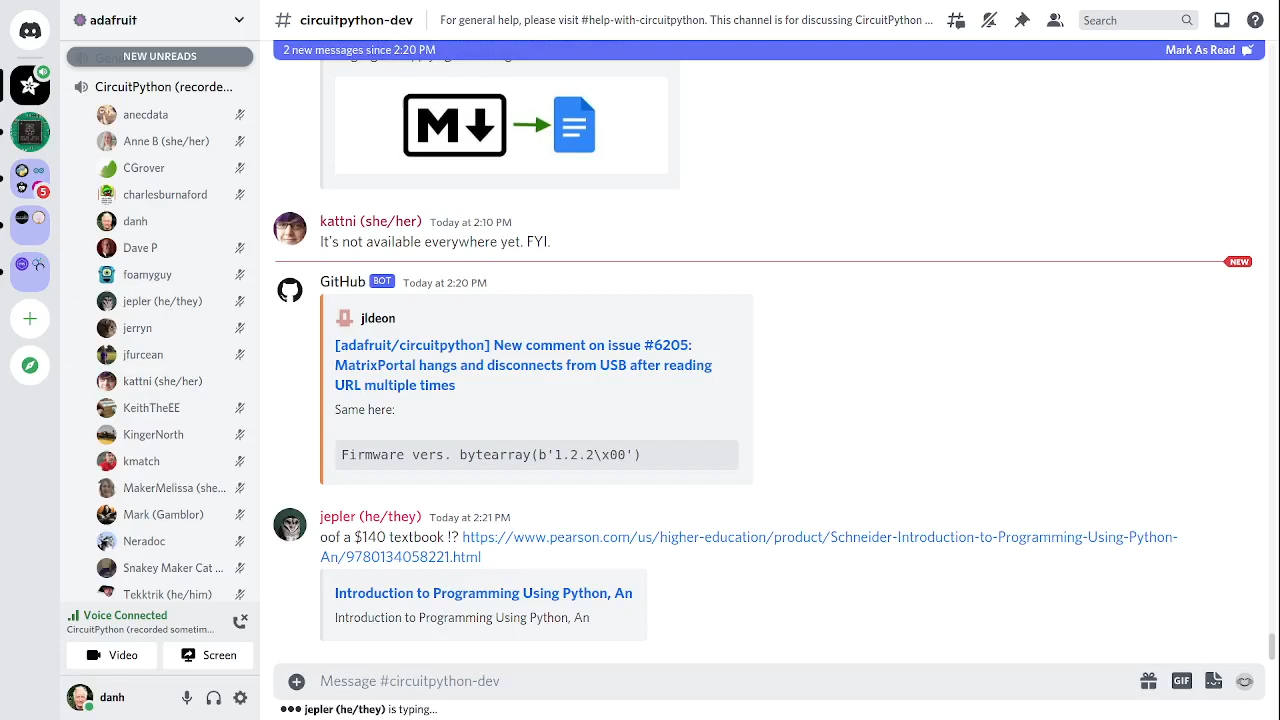 adafruit
circuitpython-dev
For general help, please visit #help-with-circuitpython. This channel is for discussing CircuitPython ...
Search
2 new messages since 2:20 PM
Mark As Read
NEW UNREADS
CircuitPython (recorde...
anecdata
Anne B (she/her)
CGrover
charlesburnaford
danh
Dave P
foamyguy
jepler (he/they)
jerryn
jfurcean
kattni (she/her)
KeithTheEE
KingerNorth
kmatch
MakerMelissa (she...
Mark (Gamblor)
Neradoc
Snakey Maker Cat ...
Tekktrik (he/him)
5
Voice Connected
CircuitPython (recorded sometim...
Video
Screen
danh
M
kattni (she/her) Today at 2:10 PM
It's not available everywhere yet. FYI.
NEW
GitHub BOT Today at 2:20 PM
jldeon
[adafruit/circuitpython] New comment on issue #6205:
MatrixPortal hangs and disconnects from USB after reading
URL multiple times
Same here:
Firmware vers. bytearray(b'1.2.2\x00')
jepler (he/they) Today at 2:21 PM
oof a $140 textbook !? https://www.pearson.com/us/higher-education/product/Schneider-Introduction-to-Programming-Using-Python-
An/9780134058221.html
Introduction to Programming Using Python, An
Introduction to Programming Using Python, An
Message #circuitpython-dev
GIF
jepler (he/they) is typing...